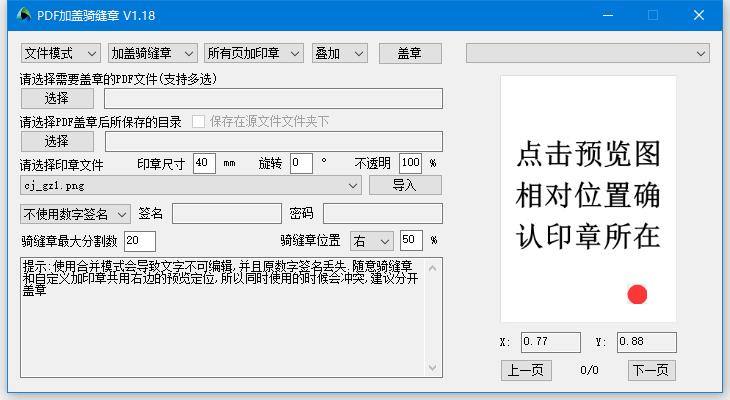 PDF加盖骑缝章 V1.18
文件模式 加盖骑缝章 所有页加印章 叠加 盖章
请选择需要盖章的PDF文件(支持多选)
选择
请选择PDF盖章后所保存的目录 保存在源文件文件夹下
选择
请选择印章文件 印章尺寸 40 mm 旋转 0 ° 不透明 100 %
cj_gz1.png 导入
不使用数字签名 签名 密码
骑缝章最大分割数 20 骑缝章位置 右 50 %
提示:使用合并模式会导致文字不可编辑,并且原数字签名丢失.随意骑缝章
和自定义加印章共用右边的预览定位,所以同时使用的时候会冲突,建议分开
盖章
点击预览图
相对位置确
认印章所在
X: 0.77 Y: 0.88
上一页 0/0 下一页